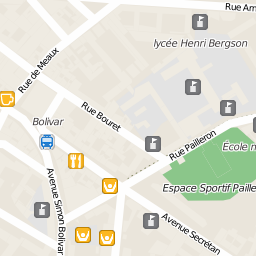 Rue Am
lycée Henri Bergson
Rue de Meaux
Rue Bouret
Bolivar
Rue Pailleron
École m
Espace Sportif Paille
Avenue Simon Bolivar
Avenue Secrétan